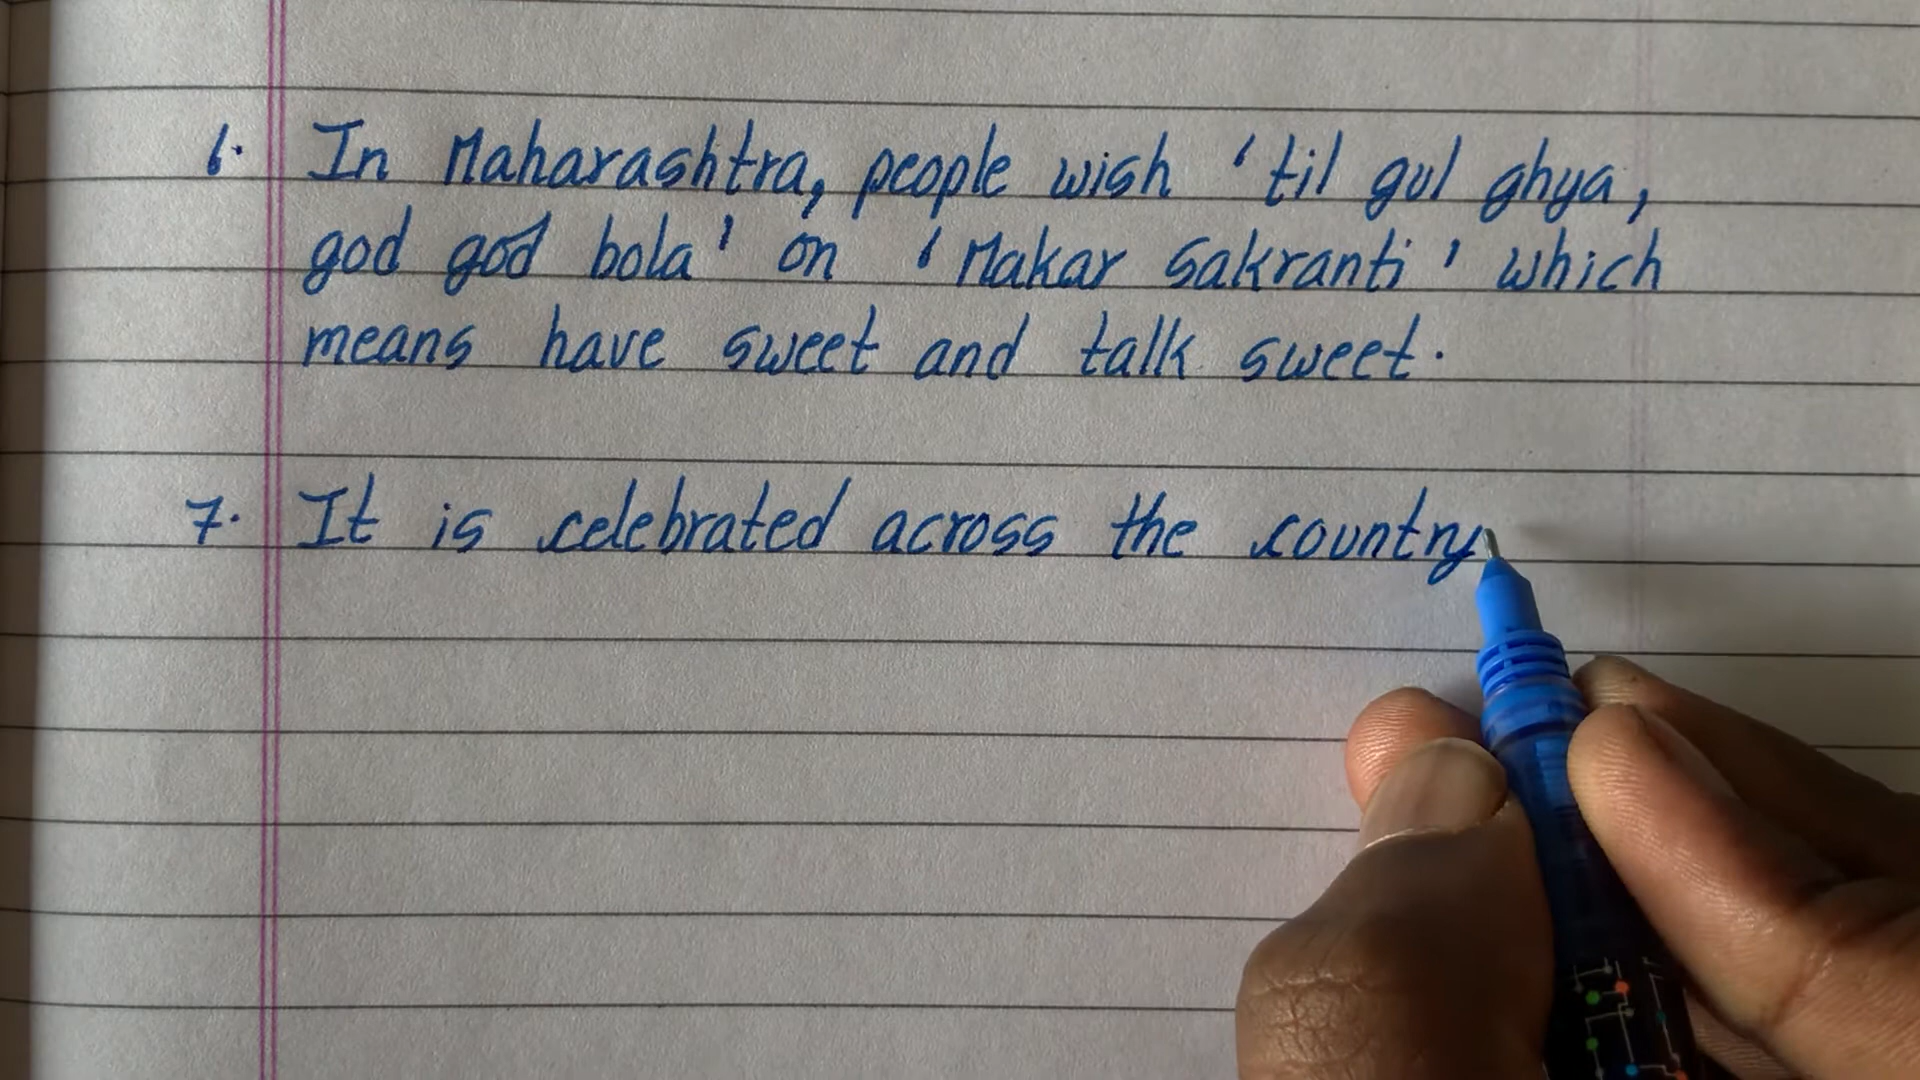 6. In Maharashtra, people wish 'til gul ghya,
god god bola' on 'Makar Sakranti' which
means have sweet and talk sweet.
7. It is celebrated across the country